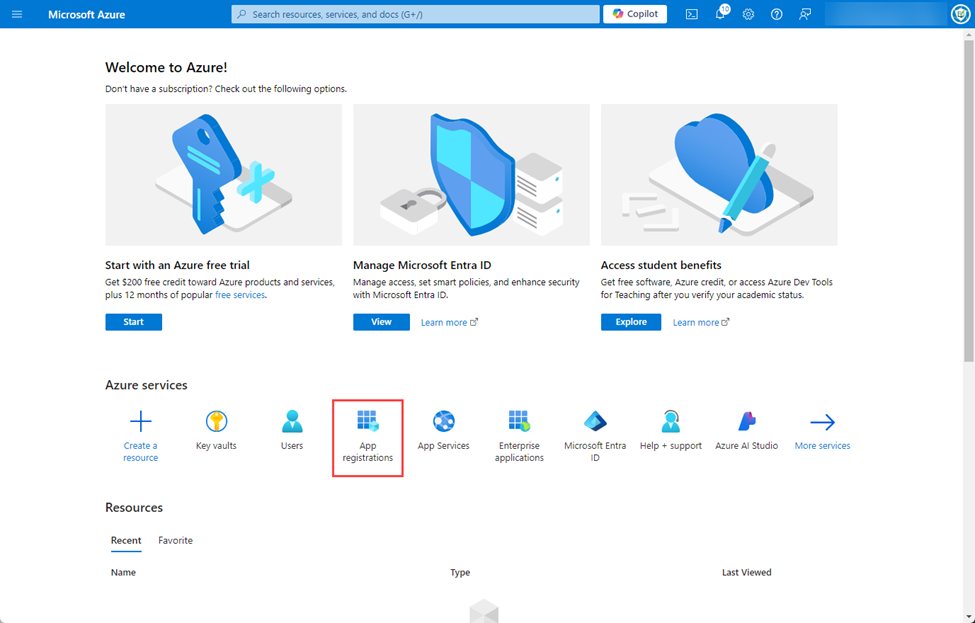 Microsoft Azure
Search resources, services, and docs (G+/)
Copilot
10
Welcome to Azure!
Don't have a subscription? Check out the following options.
Start with an Azure free trial
Get $200 free credit toward Azure products and services,
plus 12 months of popular free services.
Start
Manage Microsoft Entra ID
Manage access, set smart policies, and enhance security
with Microsoft Entra ID.
View
Learn more
Access student benefits
Get free software, Azure credit, or access Azure Dev Tools
for Teaching after you verify your academic status.
Explore
Learn more
Azure services
Create a
resource
Key vaults
Users
App
registrations
App Services
Enterprise
applications
Microsoft Entra
ID
Help + support
Azure AI Studio
More services
Resources
Recent
Favorite
Name
Type
Last Viewed